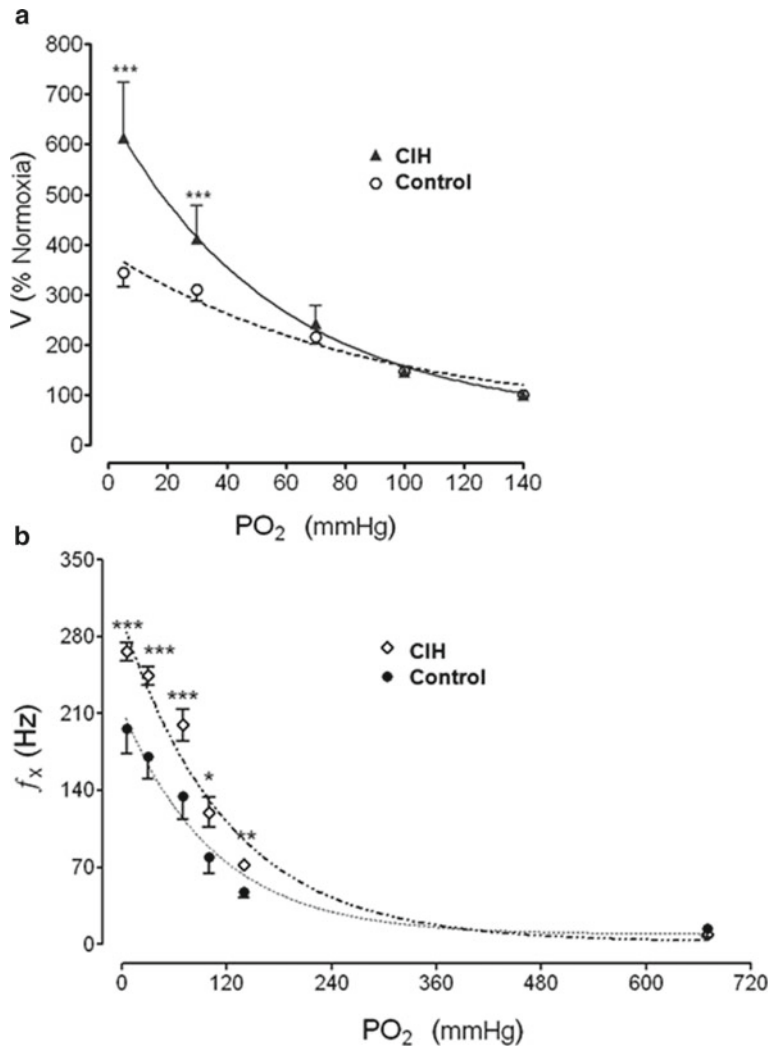 a
800
700
600
500
400
300
200
100
0
V (% Normoxia)
***
***
CIH
Control
0 20 40 60 80 100 120 140
PO2 (mmHg)
b
350
280
210
140
70
0
fx (Hz)
***
***
***
*
**
CIH
Control
0 120 240 360 480 600 720
PO2 (mmHg)